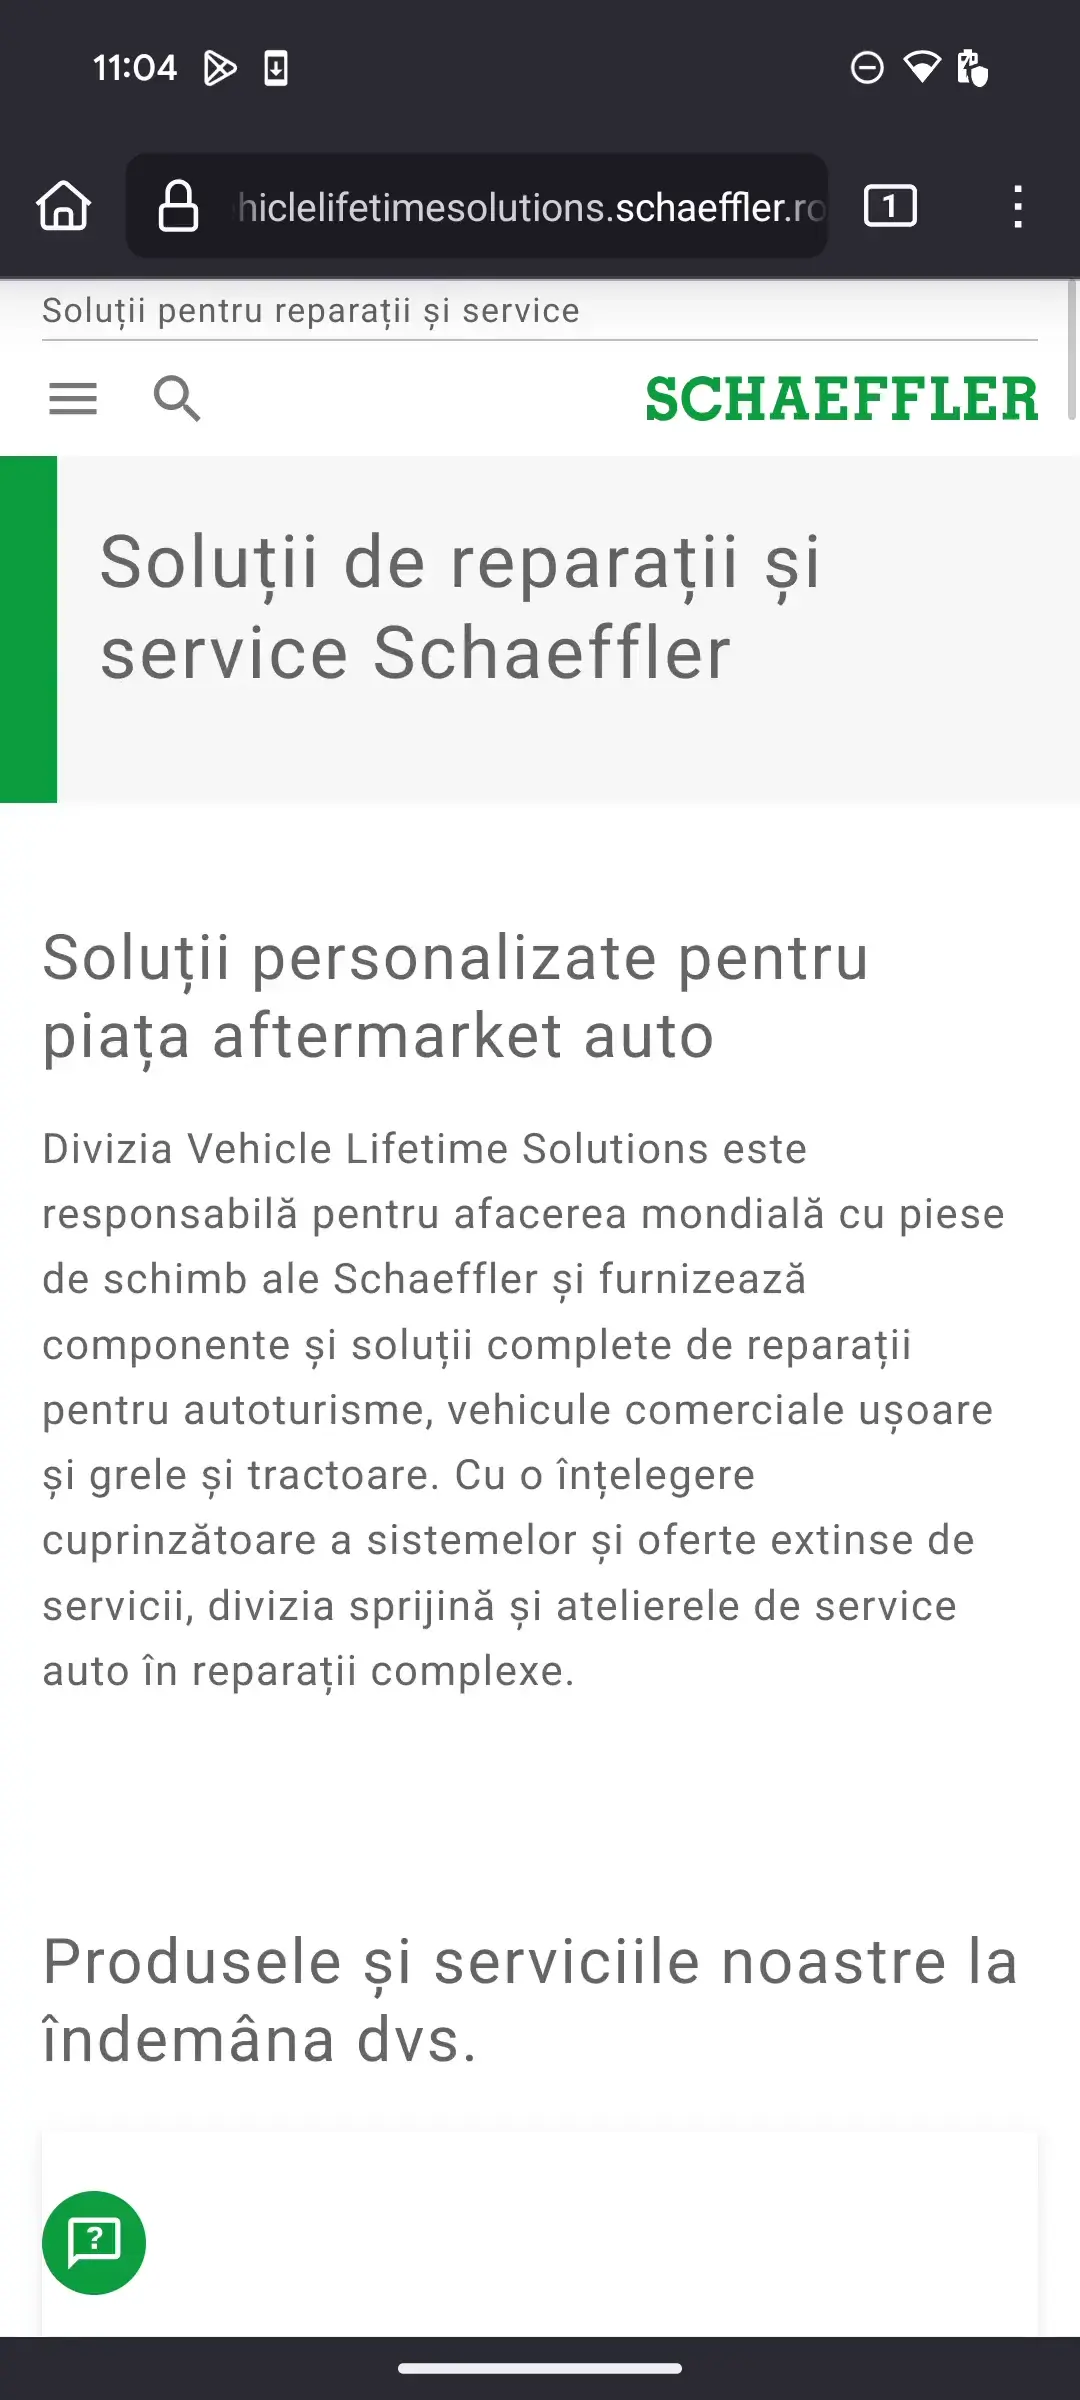 11:04
hiclelifetimesolutions.schaeffler.ro
1
Soluții pentru reparații și service
SCHAEFFLER
Soluții de reparații și
service Schaeffler
Soluții personalizate pentru
piața aftermarket auto
Divizia Vehicle Lifetime Solutions este
responsabilă pentru afacerea mondială cu piese
de schimb ale Schaeffler și furnizează
componente și soluții complete de reparații
pentru autoturisme, vehicule comerciale ușoare
și grele și tractoare. Cu o înțelegere
cuprinzătoare a sistemelor și oferte extinse de
servicii, divizia sprijină și atelierele de service
auto în reparații complexe.
Produsele și serviciile noastre la
îndemâna dvs.
?